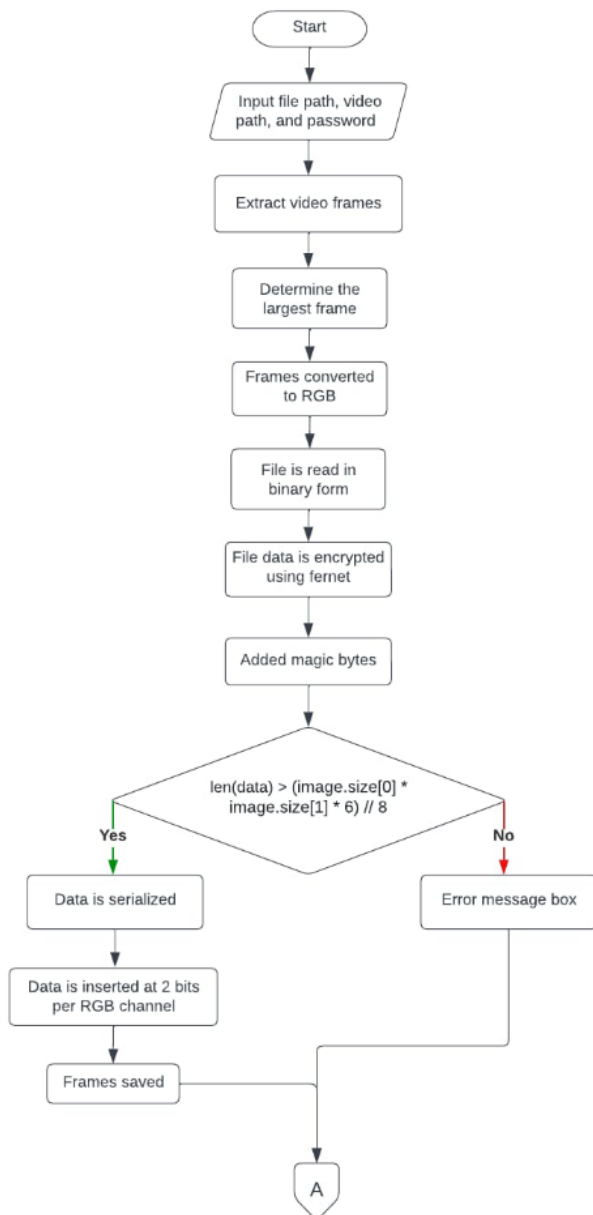 Start
Input file path, video
path, and password
Extract video frames
Determine the
largest frame
Frames converted
to RGB
File is read in
binary form
File data is encrypted
using fernet
Added magic bytes
len(data) > (image.size[0] *
image.size[1] * 6) // 8
Yes
No
Data is serialized
Error message box
Data is inserted at 2 bits
per RGB channel
Frames saved
A